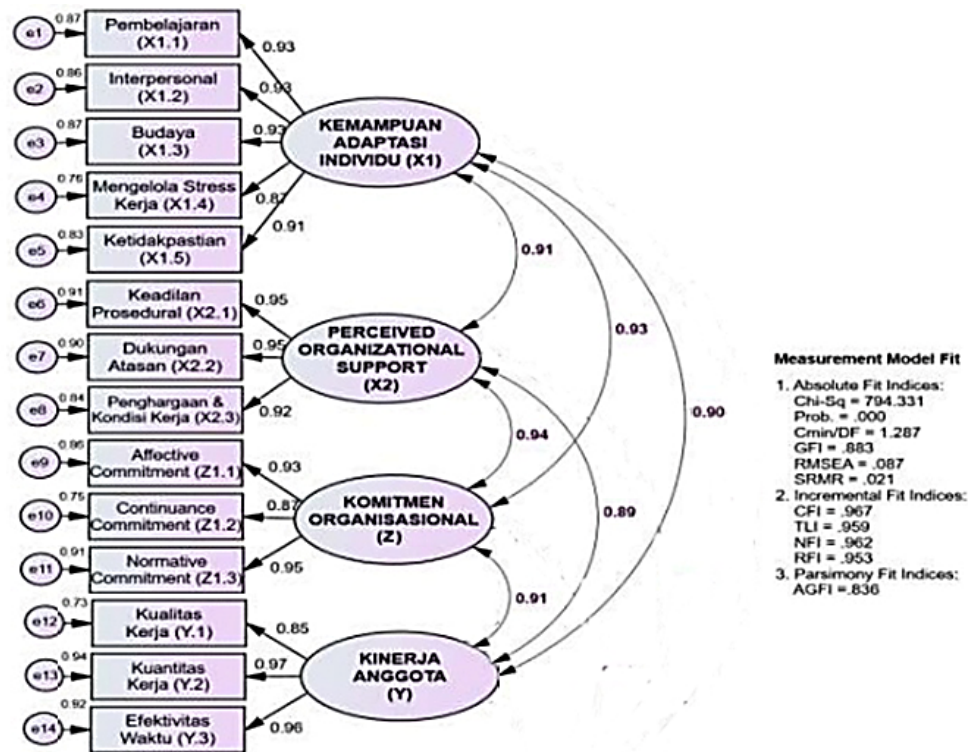 0.87
e1
Pembelajaran
(X1.1)
0.93
0.86
e2
Interpersonal
(X1.2)
0.93
0.87
e3
Budaya
(X1.3)
0.93
0.76
e4
Mengelola Stress
Kerja (X1.4)
0.87
0.83
e5
Ketidakpastian
(X1.5)
0.91
KEMAMPUAN
ADAPTASI
INDIVIDU (X1)
0.91
e6
Keadilan
Prosedural (X2.1)
0.95
0.90
e7
Dukungan
Atasan (X2.2)
0.95
0.84
e8
Penghargaan &
Kondisi Kerja (X2.3)
0.92
PERCEIVED
ORGANIZATIONAL
SUPPORT
(X2)
e9
Affective
Commitment (Z1.1)
0.93
0.75
e10
Continuance
Commitment (Z1.2)
0.87
0.91
e11
Normative
Commitment (Z1.3)
0.95
KOMITMEN
ORGANISASIONAL
(Z)
0.73
e12
Kualitas
Kerja (Y.1)
0.85
0.94
e13
Kuantitas
Kerja (Y.2)
0.97
0.92
e14
Efektivitas
Waktu (Y.3)
0.96
KINERJA
ANGGOTA
(Y)
0.91
0.93
0.90
0.94
0.89
0.91
Measurement Model Fit
1. Absolute Fit Indices:
Chi-Sq = 794.331
Prob. = .000
Cmin/DF = 1.287
GFI = .883
RMSEA = .087
SRMR = .021
2. Incremental Fit Indices:
CFI = .967
TLI = .959
NFI = .962
RFI = .953
3. Parsimony Fit Indices:
AGFI =.836